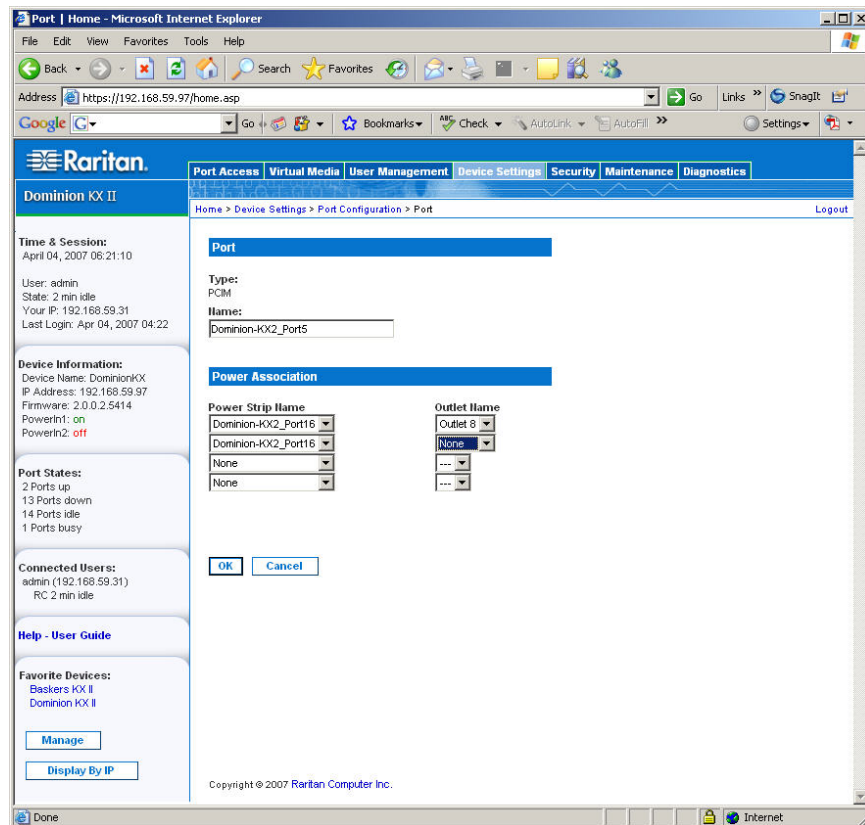 Port | Home - Microsoft Internet Explorer
File Edit View Favorites Tools Help
Back Search Favorites
Address https://192.168.59.97/home.asp Go Links » SnagIt
Google G Go Bookmarks ABC Check AutoLink AutoFill » Settings
Raritan.
Dominion KX II
Port Access Virtual Media User Management Device Settings Security Maintenance Diagnostics
Home > Device Settings > Port Configuration > Port Logout
Time & Session:
April 04, 2007 06:21:10
User: admin
State: 2 min idle
Your IP: 192.168.59.31
Last Login: Apr 04, 2007 04:22
Device Information:
Device Name: DominionKX
IP Address: 192.168.59.97
Firmware: 2.0.0.2.5414
PowerIn1: on
PowerIn2: off
Port States:
2 Ports up
13 Ports down
14 Ports idle
1 Ports busy
Connected Users:
admin (192.168.59.31)
RC 2 min idle
Help - User Guide
Favorite Devices:
Baskers KX II
Dominion KX II
Manage
Display By IP
Port
Type:
PCIM
Name:
Dominion-KX2_Port5
Power Association
Power Strip Name Outlet Name
Dominion-KX2_Port16 Outlet 8
Dominion-KX2_Port16 None
None ---
None ---
OK Cancel
Copyright © 2007 Raritan Computer Inc.
Done Internet